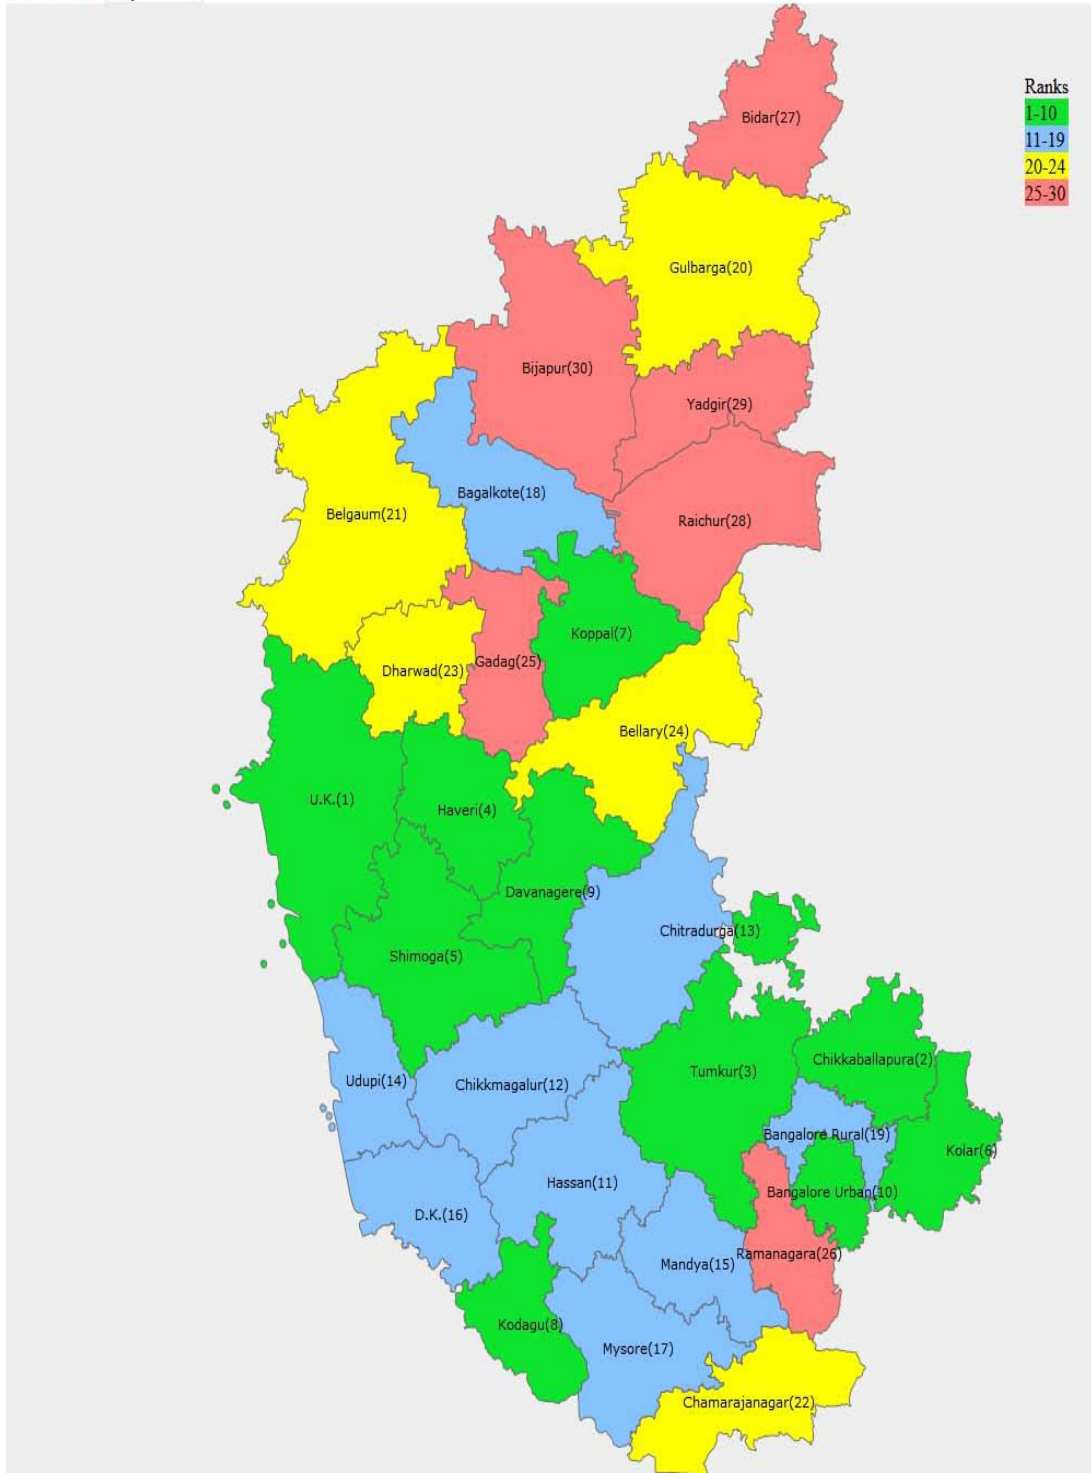 Ranks
1-10
11-19
20-24
25-30
Bidar(27)
Gulbarga(20)
Bijapur(30)
Yadgir(29)
Bagalkote(18)
Belgaum(21)
Raichur(28)
Koppal(7)
Gadag(25)
Dharwad(23)
Bellary(24)
U.K.(1)
Haveri(4)
Davanagere(9)
Chitradurga(13)
Shimoga(5)
Chikkaballapura(2)
Tumkur(3)
Udupi(14)
Chikkmagalur(12)
Bangalore Rural(19)
Kolar(6)
Hassan(11)
Bangalore Urban(10)
D.K.(16)
Ramanagara(26)
Mandya(15)
Kodagu(8)
Mysore(17)
Chamarajanagar(22)